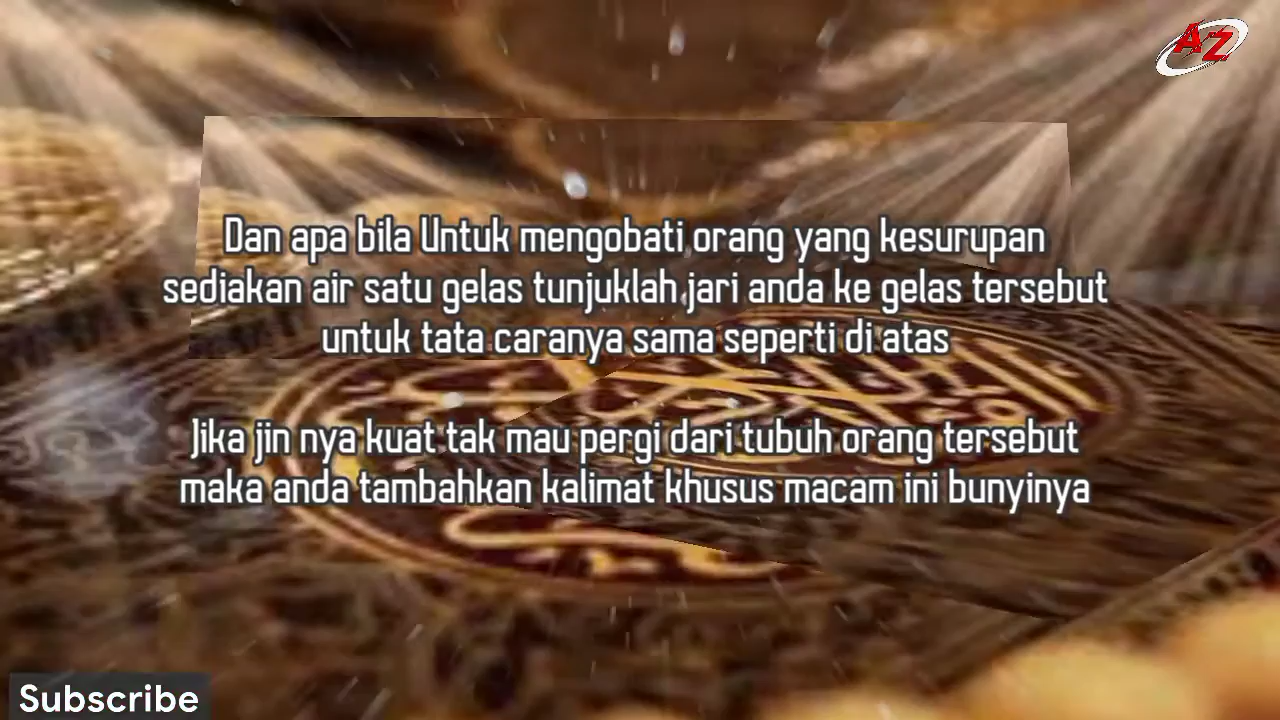 AZ
Dan apa bila Untuk mengobati orang yang kesurupan
sediakan air satu gelas tunjuklah jari anda ke gelas tersebut
untuk tata caranya sama seperti di atas
Jika jin nya kuat tak mau pergi dari tubuh orang tersebut
maka anda tambahkan kalimat khusus macam ini bunyinya
Subscribe